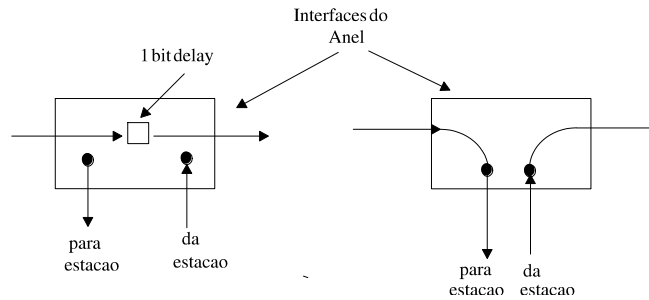 Interfaces do
Anel
1 bit delay
para
estacao
da
estacao
para
estacao
da
estacao